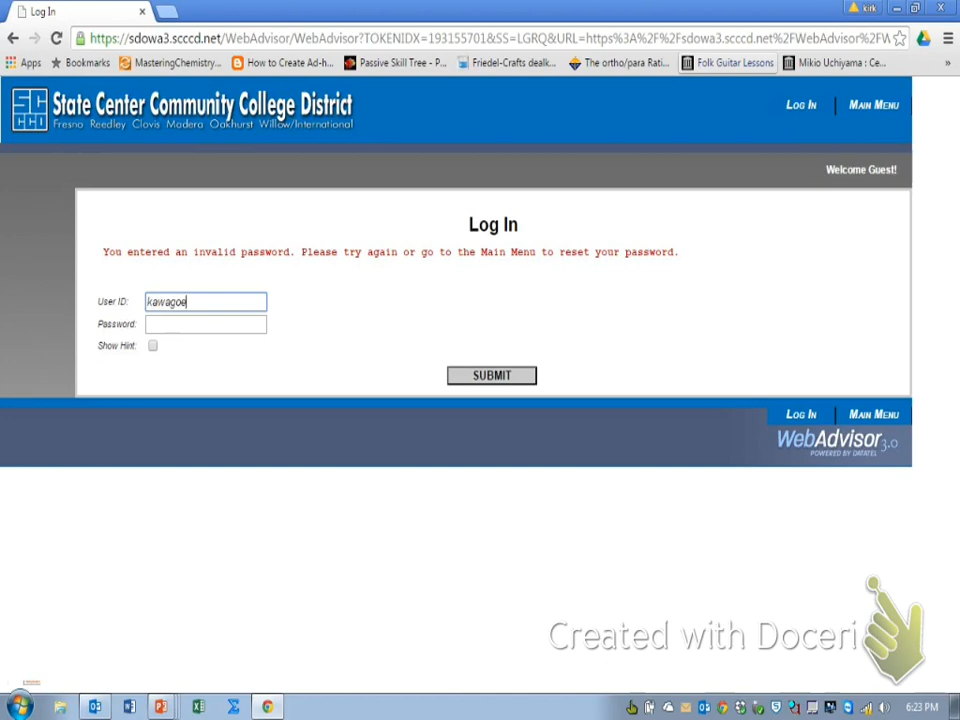 Log In
kirk
https://sdowa3.scccd.net/WebAdvisor/WebAdvisor?TOKENIDX=193155701&SS=LGRQ&URL=https%3A%2F%2Fsdowa3.scccd.net%2FWebAdvisor%2FW
Apps Bookmarks MasteringChemistry... How to Create Ad-h... Passive Skill Tree - P... Friedel-Crafts dealk... The ortho/para Rati... Folk Guitar Lessons Mikio Uchiyama : Ce... »
SCCCD State Center Community College District
Fresno Reedley Clovis Madera Oakhurst Willow/International
LOG IN MAIN MENU
Welcome Guest!
Log In
You entered an invalid password. Please try again or go to the Main Menu to reset your password.
User ID: kawagoe
Password:
Show Hint:
SUBMIT
LOG IN MAIN MENU
WebAdvisor 3.0
POWERED BY DATATEL
Created with Doceri
6:23 PM